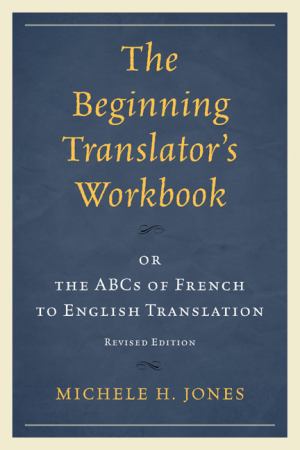 The
Beginning
Translator's
Workbook
OR
THE ABCs OF FRENCH
TO ENGLISH TRANSLATION
REVISED EDITION
MICHELE H. JONES